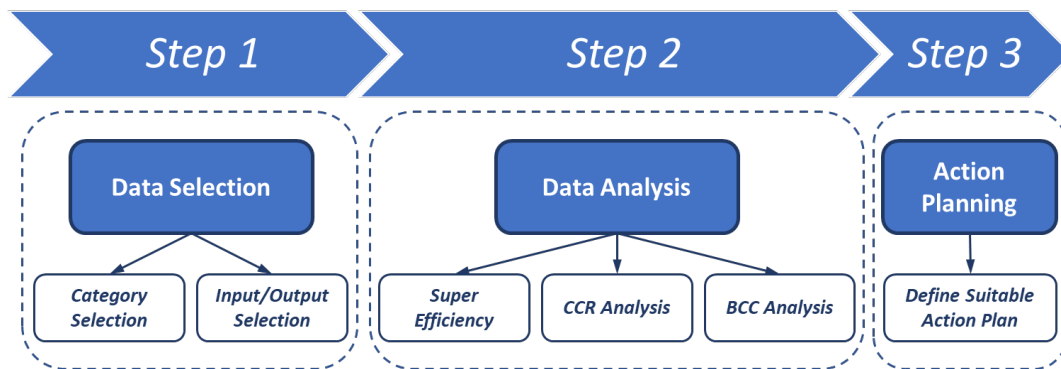 Step 1
Step 2
Step 3
Data Selection
Data Analysis
Action
Planning
Category
Selection
Input/Output
Selection
Super
Efficiency
CCR Analysis
BCC Analysis
Define Suitable
Action Plan